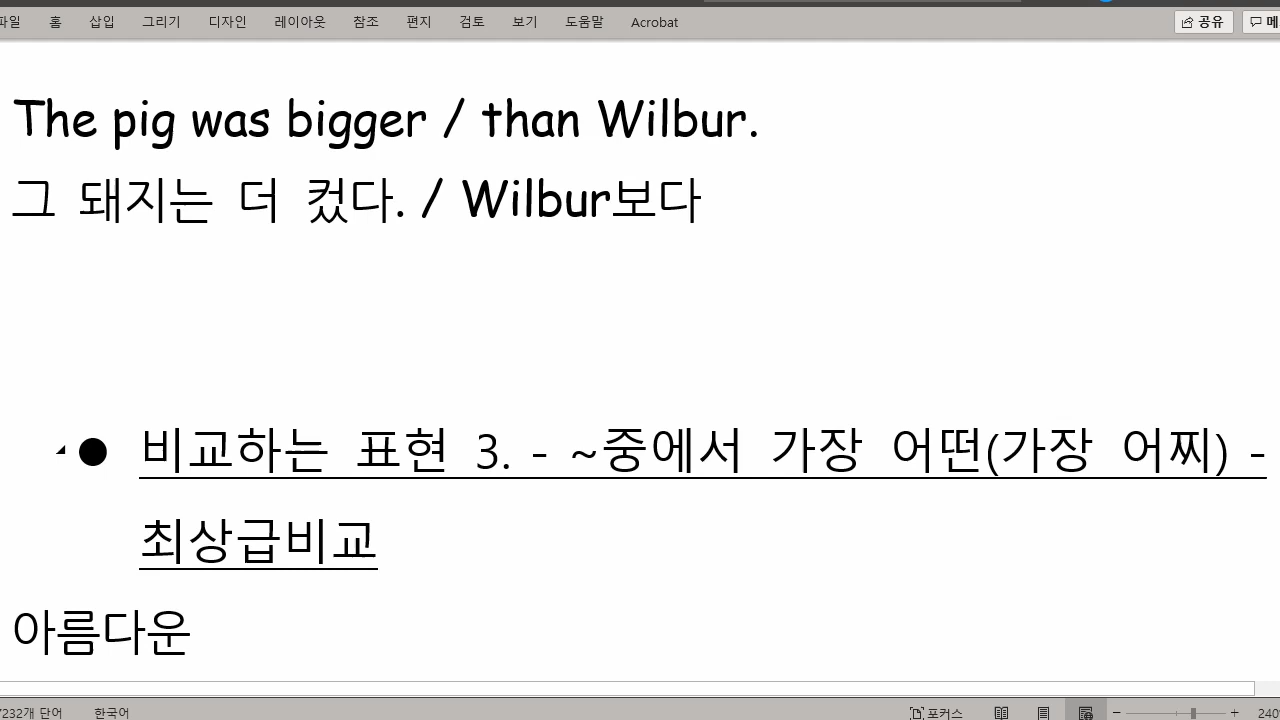 파일 홈 삽입 그리기 디자인 레이아웃 참조 편지 검토 보기 도움말 Acrobat 공유 메
The pig was bigger / than Wilbur.
그 돼지는 더 컸다. / Wilbur보다
● 비교하는 표현 3. - ~중에서 가장 어떤(가장 어찌) -
최상급비교
아름다운
7232개 단어 한국어 포커스 240